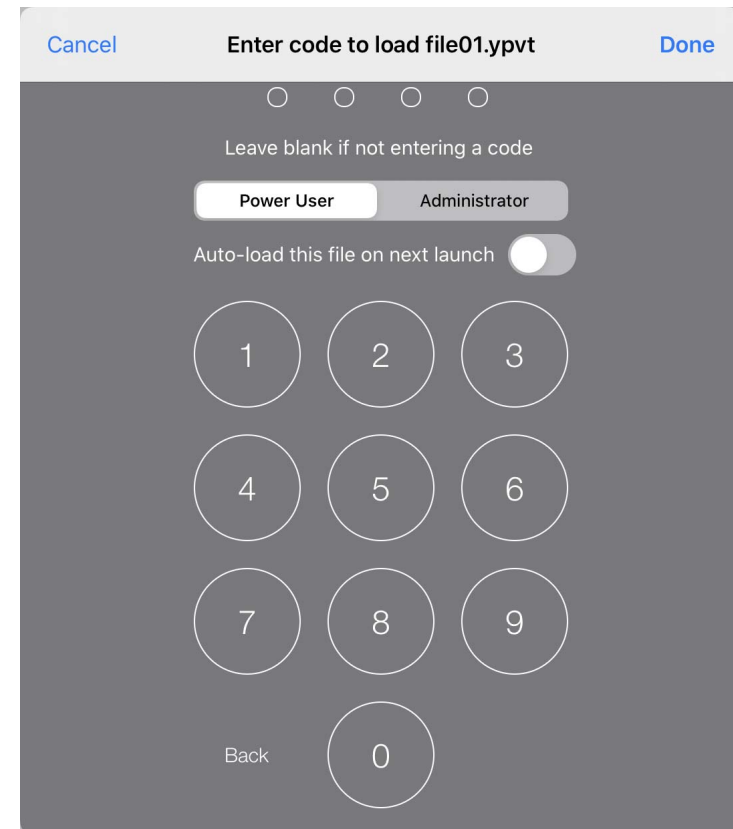 Cancel Enter code to load file01.ypvt Done
Leave blank if not entering a code
Power User Administrator
Auto-load this file on next launch
1 2 3
4 5 6
7 8 9
Back 0